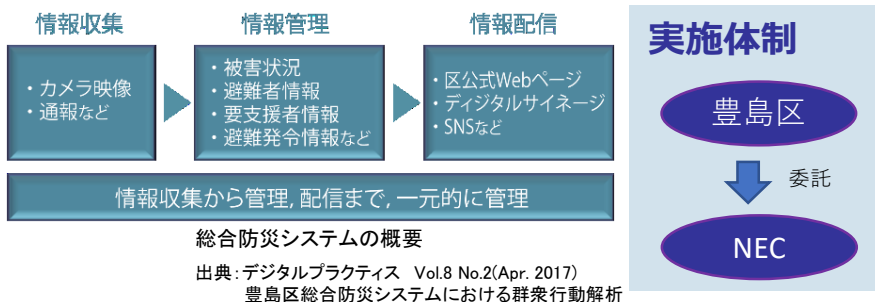 情報収集
・カメラ映像
・通報など
情報管理
・被害状況
・避難者情報
・要支援者情報
・避難発令情報など
情報配信
・区公式Webページ
・ディジタルサイネージ
・SNSなど
情報収集から管理, 配信まで, 一元的に管理
総合防災システムの概要
出典：デジタルプラクティス Vol.8 No.2(Apr. 2017)
豊島区総合防災システムにおける群衆行動解析
実施体制
豊島区
委託
NEC